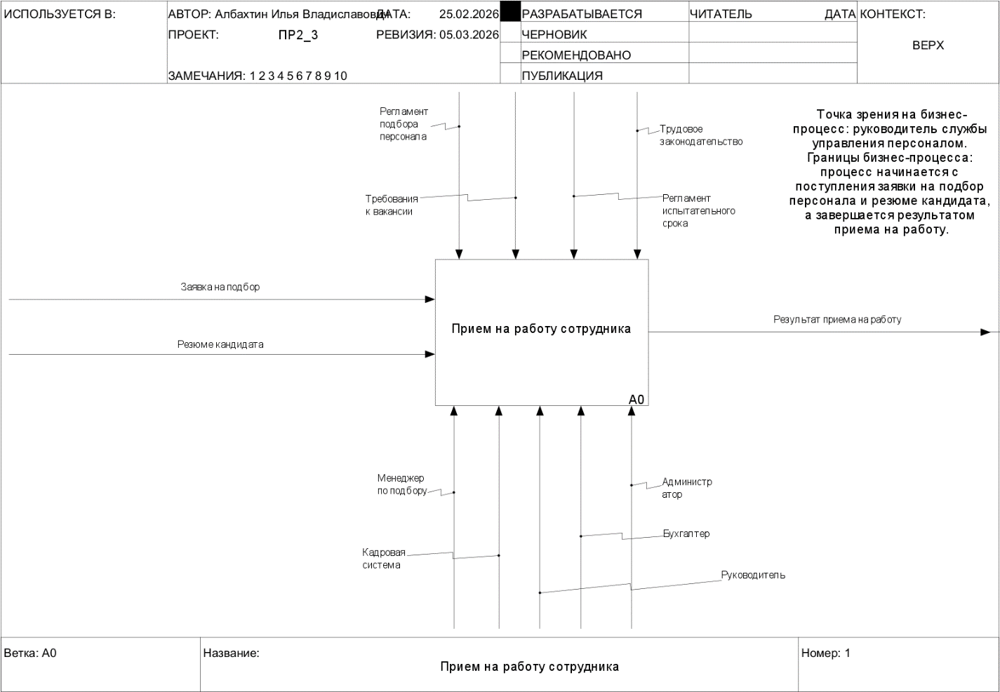 ИСПОЛЬЗУЕТСЯ В:
АВТОР: Албахтин Илья Владиславович
ДАТА: 25.02.2026
РАЗРАБАТЫВАЕТСЯ
ЧИТАТЕЛЬ
ДАТА
КОНТЕКСТ:
ПРОЕКТ: ПР2_3
РЕВИЗИЯ: 05.03.2026
ЧЕРНОВИК
ВЕРХ
РЕКОМЕНДОВАНО
ЗАМЕЧАНИЯ: 1 2 3 4 5 6 7 8 9 10
ПУБЛИКАЦИЯ
Регламент
подбора
персонала
Трудовое
законодательство
Точка зрения на бизнес-
процесс: руководитель службы
управления персоналом.
Границы бизнес-процесса:
процесс начинается с
поступления заявки на подбор
персонала и резюме кандидата,
а завершается результатом
приема на работу.
Требования
к вакансии
Регламент
испытательного
срока
Заявка на подбор
Резюме кандидата
Прием на работу сотрудника
A0
Результат приема на работу
Менеджер
по подбору
Администр
атор
Кадровая
система
Бухгалтер
Руководитель
Ветка: A0
Название:
Прием на работу сотрудника
Номер: 1